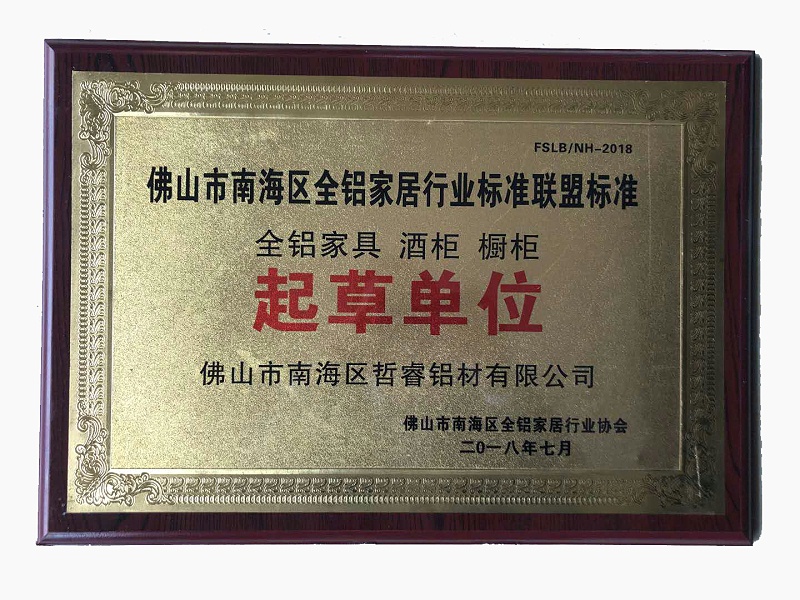 FSLB/NH-2018
佛山市南海区全铝家居行业标准联盟标准
全铝家具 酒柜 橱柜
起草单位
佛山市南海区哲睿铝材有限公司
佛山市南海区全铝家居行业协会
二0一八年七月